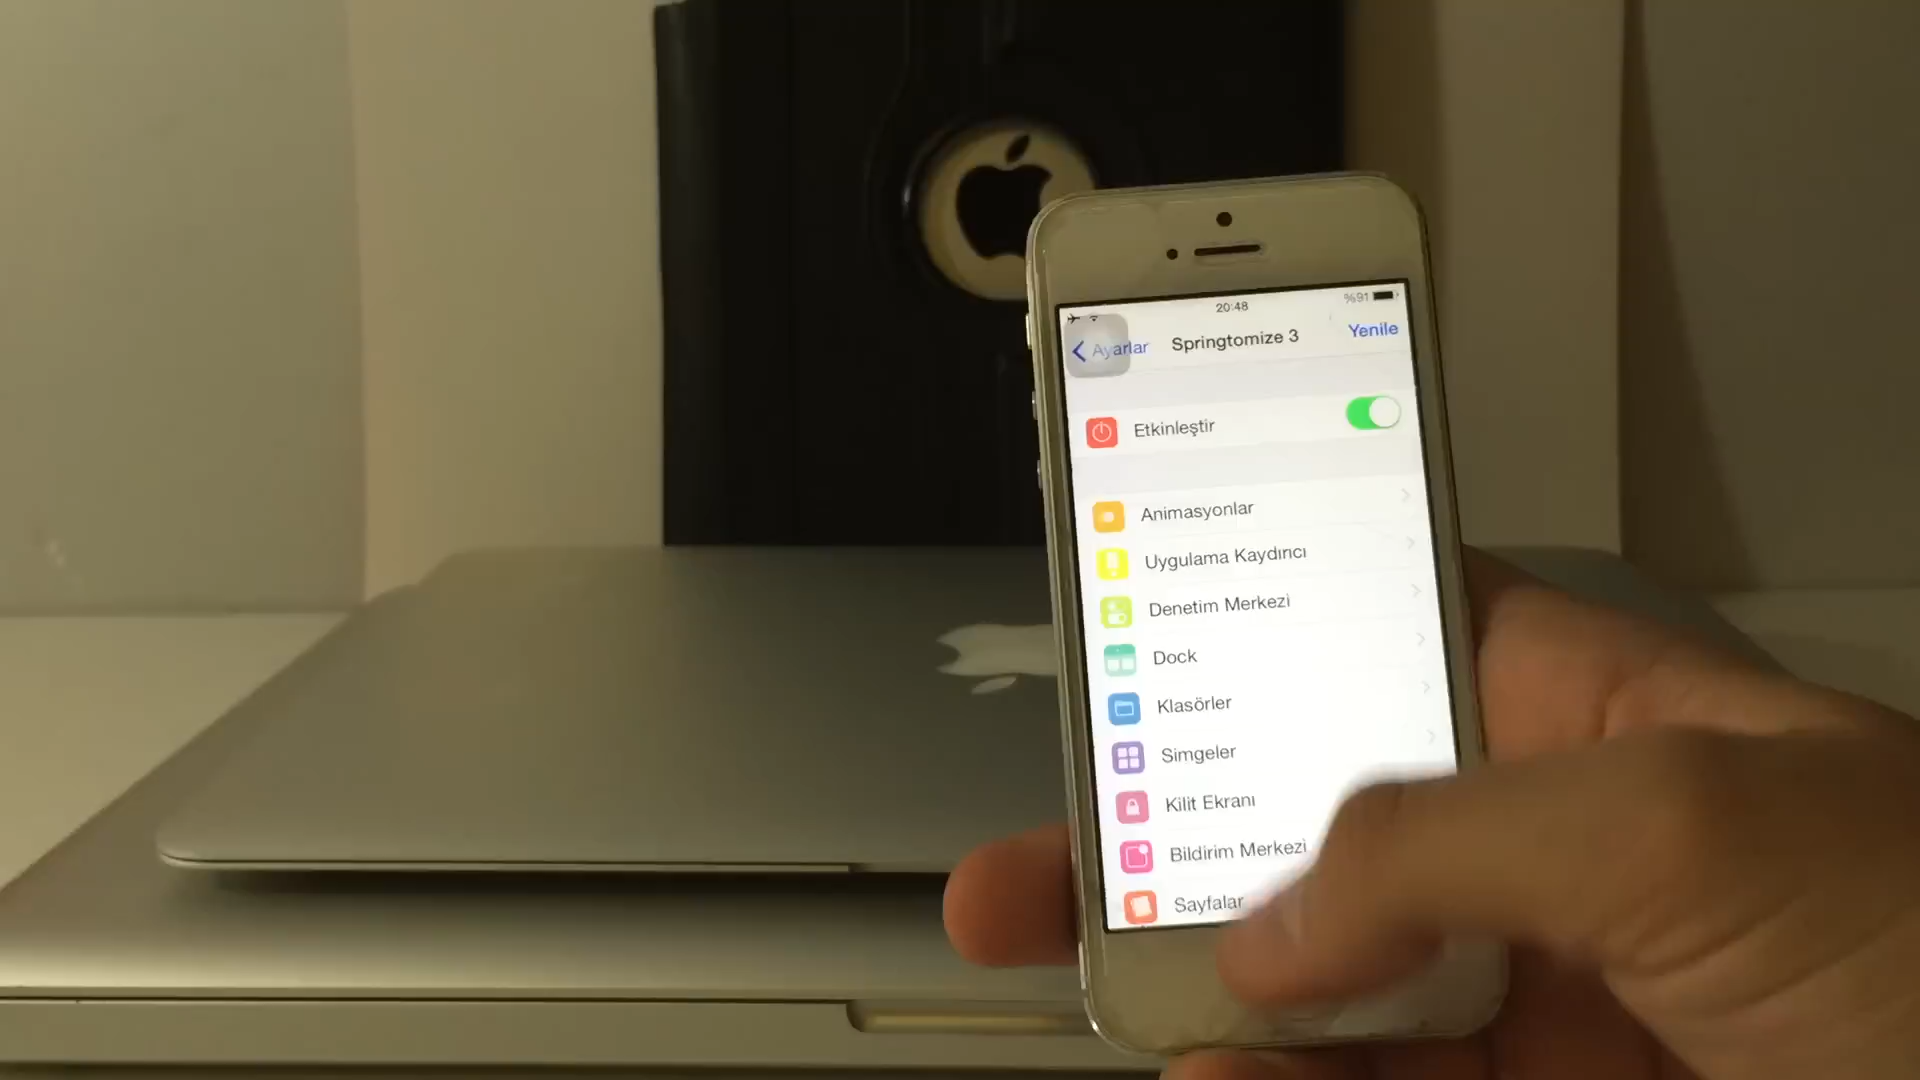 20:48
%91
Ayarlar
Springtomize 3
Yenile
Etkinleştir
Animasyonlar
Uygulama Kaydırıcı
Denetim Merkezi
Dock
Klasörler
Simgeler
Kilit Ekranı
Bildirim Merkezi
Sayfalar